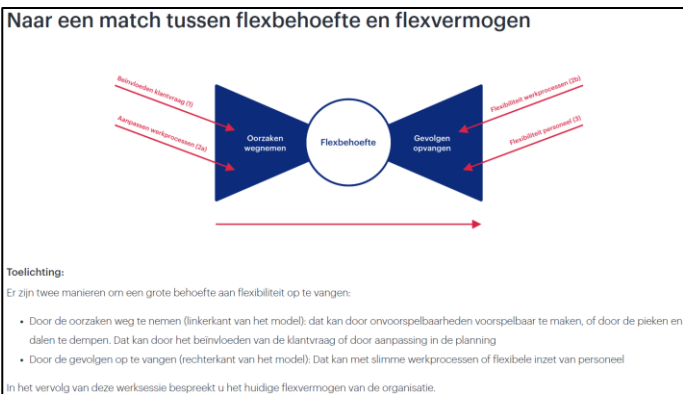 Naar een match tussen flexbehoefte en flexvermogen
Beïnvloeden klantvraag (1)
Aanpassen werkprocessen (2a)
Oorzaken
wegnemen
Flexbehoefte
Gevolgen
opvangen
Flexibiliteit werkprocessen (2b)
Flexibiliteit personeel (3)
Toelichting:
Er zijn twee manieren om een grote behoefte aan flexibiliteit op te vangen:
• Door de oorzaken weg te nemen (linkerkant van het model): dat kan door onvoorspelbaarheden voorspelbaar te maken, of door de pieken en
dalen te dempen. Dat kan door het beïnvloeden van de klantvraag of door aanpassing in de planning
• Door de gevolgen op te vangen (rechterkant van het model): Dat kan met slimme werkprocessen of flexibele inzet van personeel
In het vervolg van deze werksessie bespreekt u het huidige flexvermogen van de organisatie.